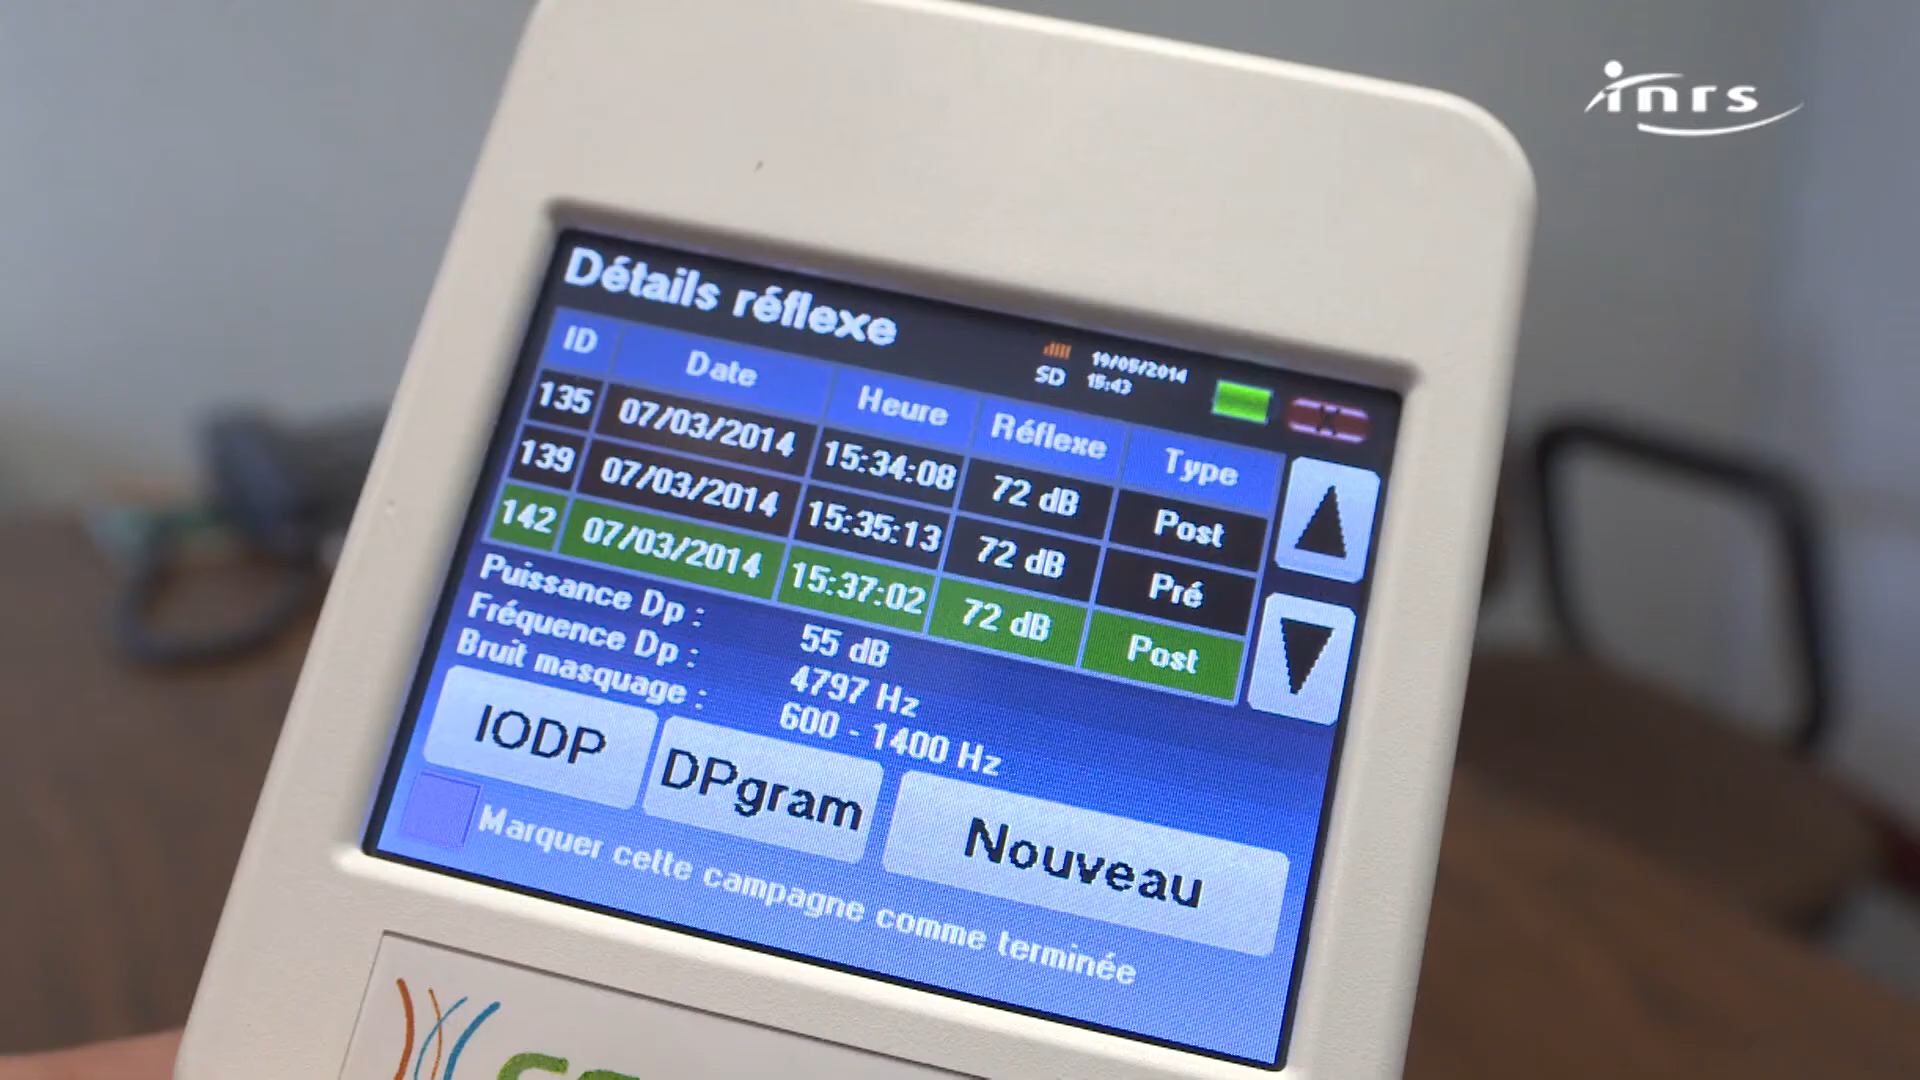 inrs
Détails réflexe
SD 19/05/2014 15:43
X
ID Date Heure Réflexe Type
135 07/03/2014 15:34:08 72 dB Post
139 07/03/2014 15:35:13 72 dB Pré
142 07/03/2014 15:37:02 72 dB Post
Puissance Dp : 55 dB
Fréquence Dp : 4797 Hz
Bruit masquage : 600 - 1400 Hz
IODP DPgram Nouveau
Marquer cette campagne comme terminée